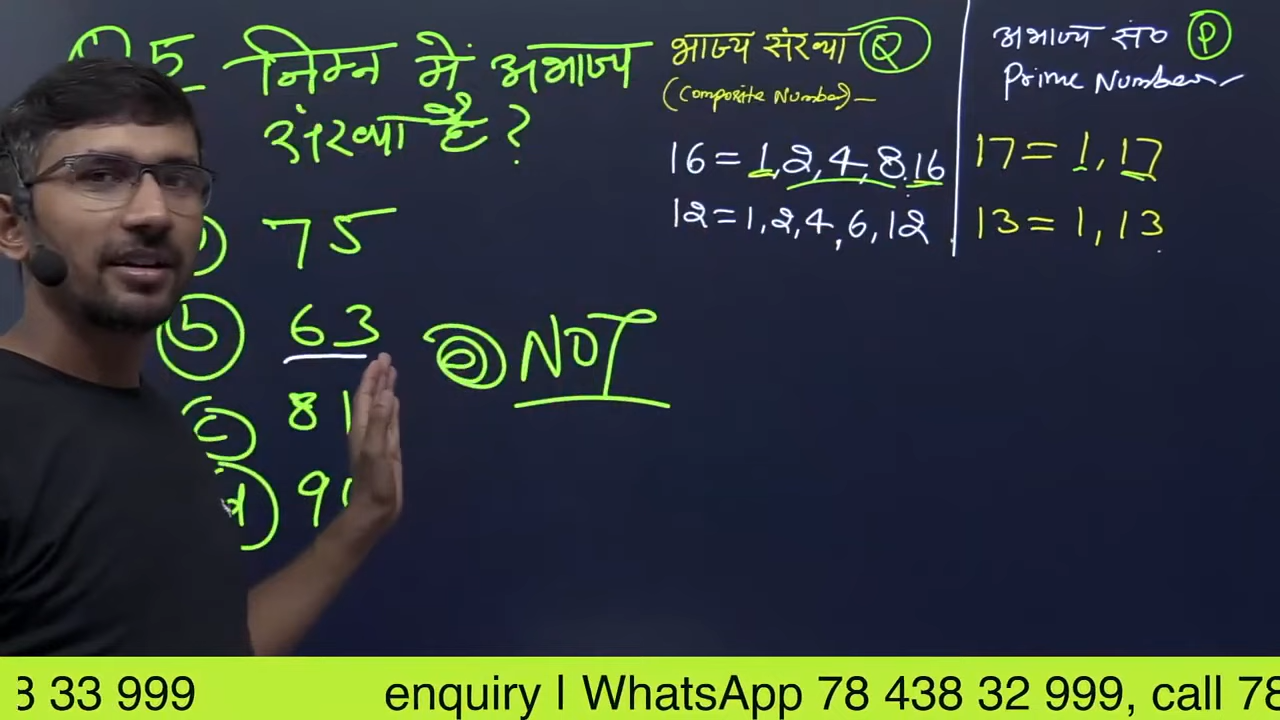 5 निम्न में अभाज्य
संख्या है ?
75
(b) 63
(c) 81
(d) 9
(e) NOT
भाज्य संख्या Q
(Composite Number)
16 = 1, 2, 4, 8, 16
12 = 1, 2, 4, 6, 12
अभाज्य सं० P
Prime Number
17 = 1, 17
13 = 1, 13
3 33 999 enquiry | WhatsApp 78 438 32 999, call 78